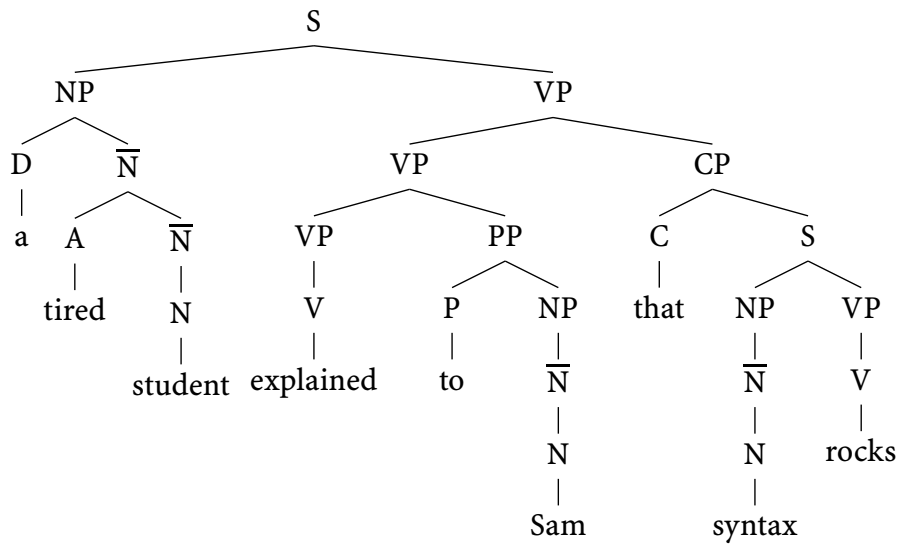 S
NP VP
D N̅ VP CP
a A N̅ VP PP C S
tired N V P NP that NP VP
student explained to N̅ N̅ V
N N rocks
Sam syntax